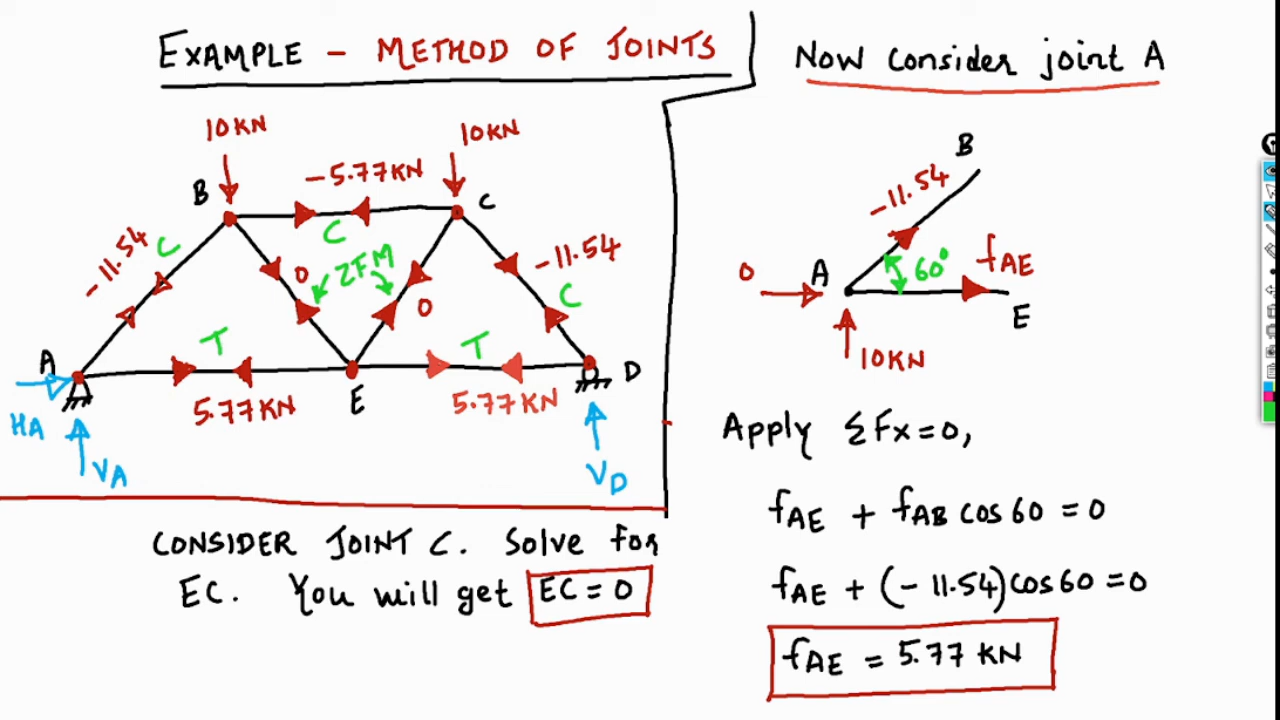 EXAMPLE - METHOD OF JOINTS
10KN
10KN
B
-5.77KN
C
C
-11.54
C
0
ZFM
0
-11.54
C
A
T
T
HA
5.77KN
E
5.77KN
D
VA
VD
CONSIDER JOINT C. Solve for
EC. You will get EC = 0
Now consider joint A
B
-11.54
0
A
60°
fAE
E
10KN
Apply ΣFx=0,
fAE + fAB cos 60 = 0
fAE + (-11.54)cos60 = 0
fAE = 5.77 KN